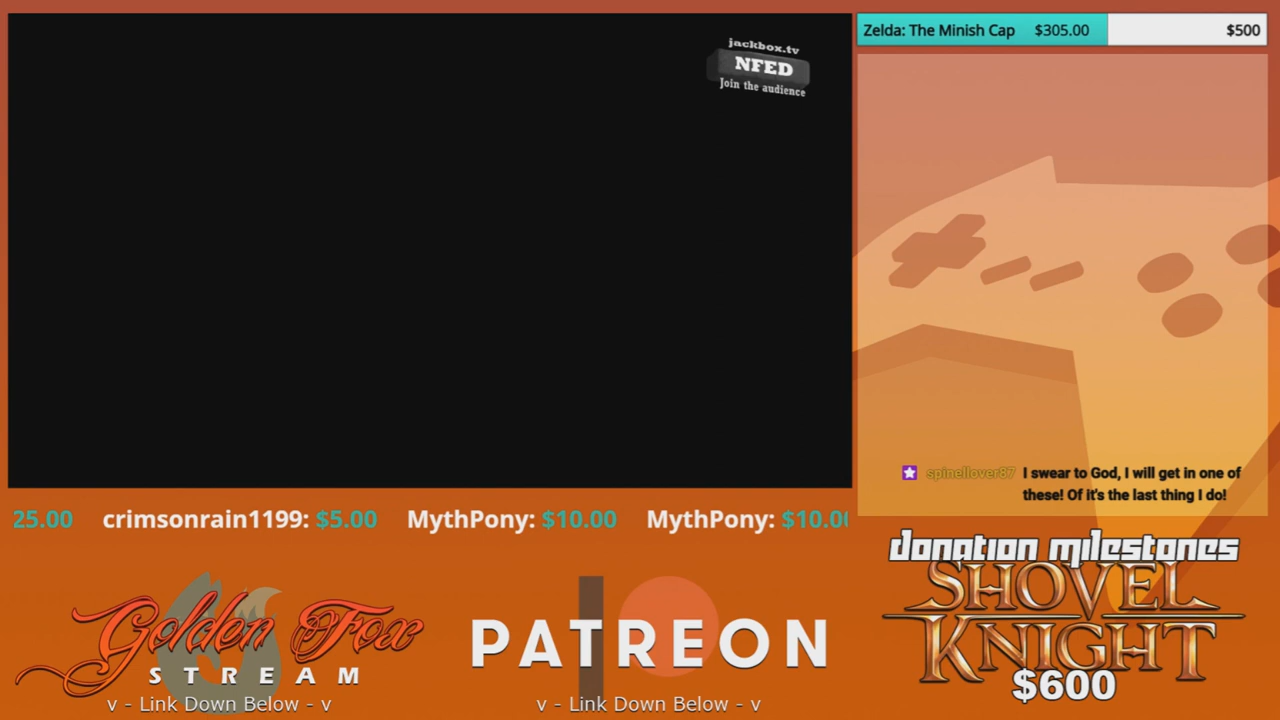 jackbox.tv
NFED
Join the audience
Zelda: The Minish Cap $305.00 $500
spinellover87 I swear to God, I will get in one of
these! Of it's the last thing I do!
25.00 crimsonrain1199: $5.00 MythPony: $10.00 MythPony: $10.00
Golden Fox
STREAM
v - Link Down Below - v
PATREON
v - Link Down Below - v
DONATION MILESTONES
SHOVEL
KNIGHT
$600